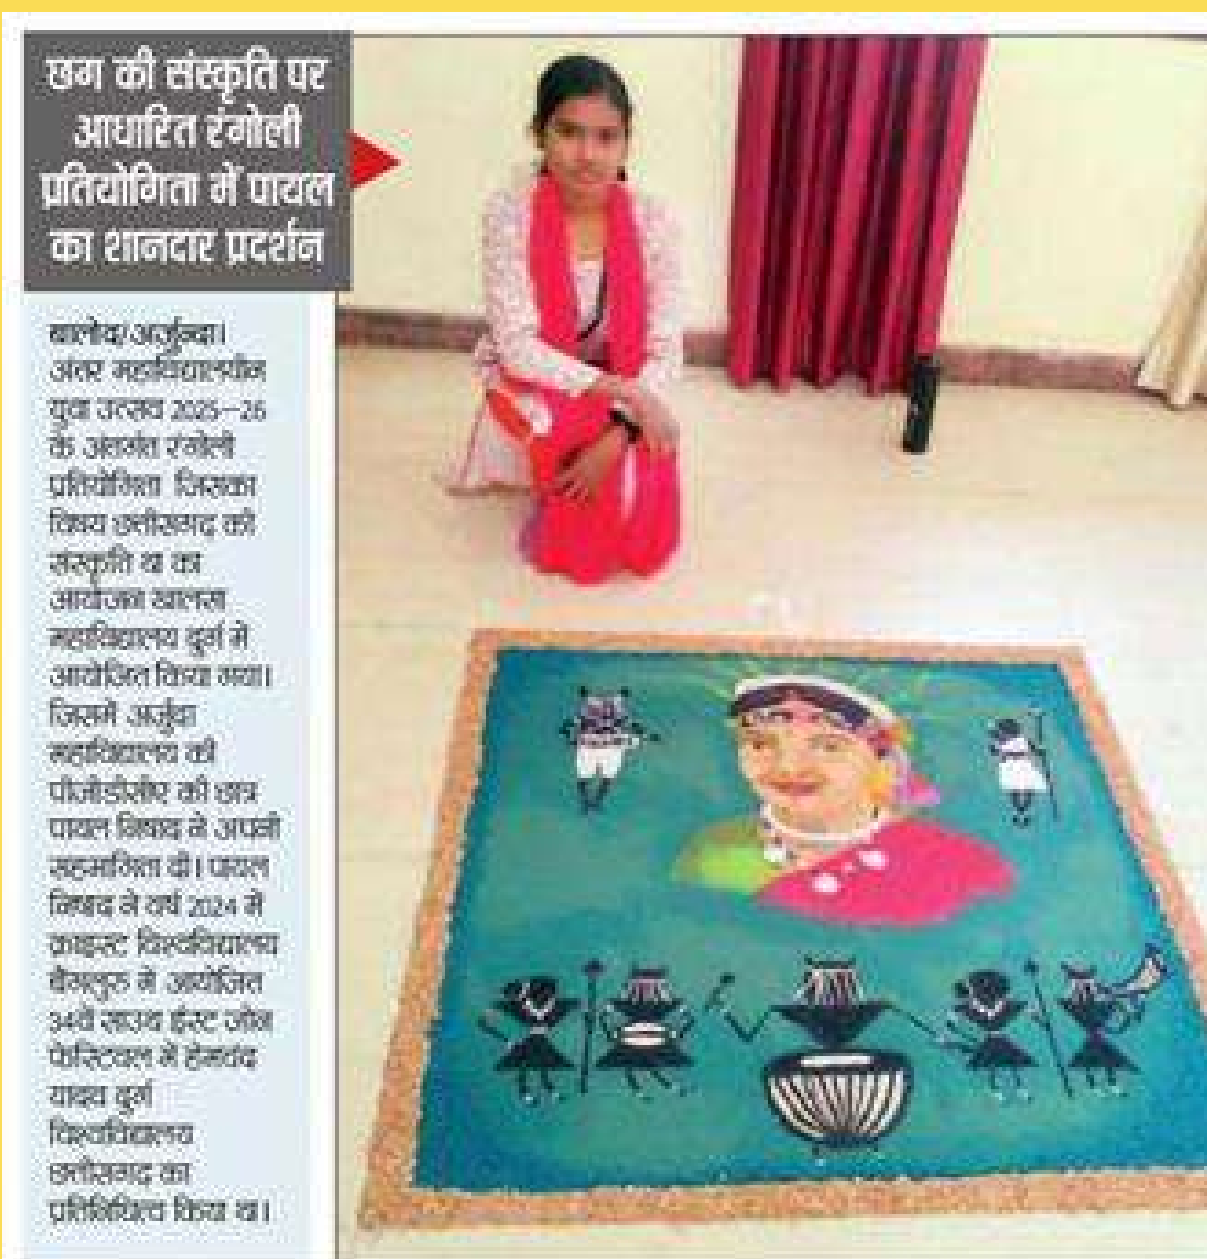 छग की संस्कृति पर
आधारित रंगोली
प्रतियोगिता में पायल
का शानदार प्रदर्शन
बालोद/अर्जुन्दा।
अंतर महाविद्यालयीन
युवा उत्सव 2025–26
के अंतर्गत रंगोली
प्रतियोगिता जिसका
विषय छत्तीसगढ़ की
संस्कृति था का
आयोजन खालसा
महाविद्यालय दुर्ग में
आयोजित किया गया।
जिसमें अर्जुंदा
महाविद्यालय की
पीजीडीसीए की छात्र
पायल निषाद ने अपनी
सहभागिता दी। पायल
निषाद ने वर्ष 2024 में
क्राइस्ट विश्वविद्यालय
बेंगलुरु में आयोजित
34वें साउथ ईस्ट जोन
फेस्टिवल में हेमचंद
यादव दुर्ग
विश्वविद्यालय
छत्तीसगढ़ का
प्रतिनिधित्व किया था।